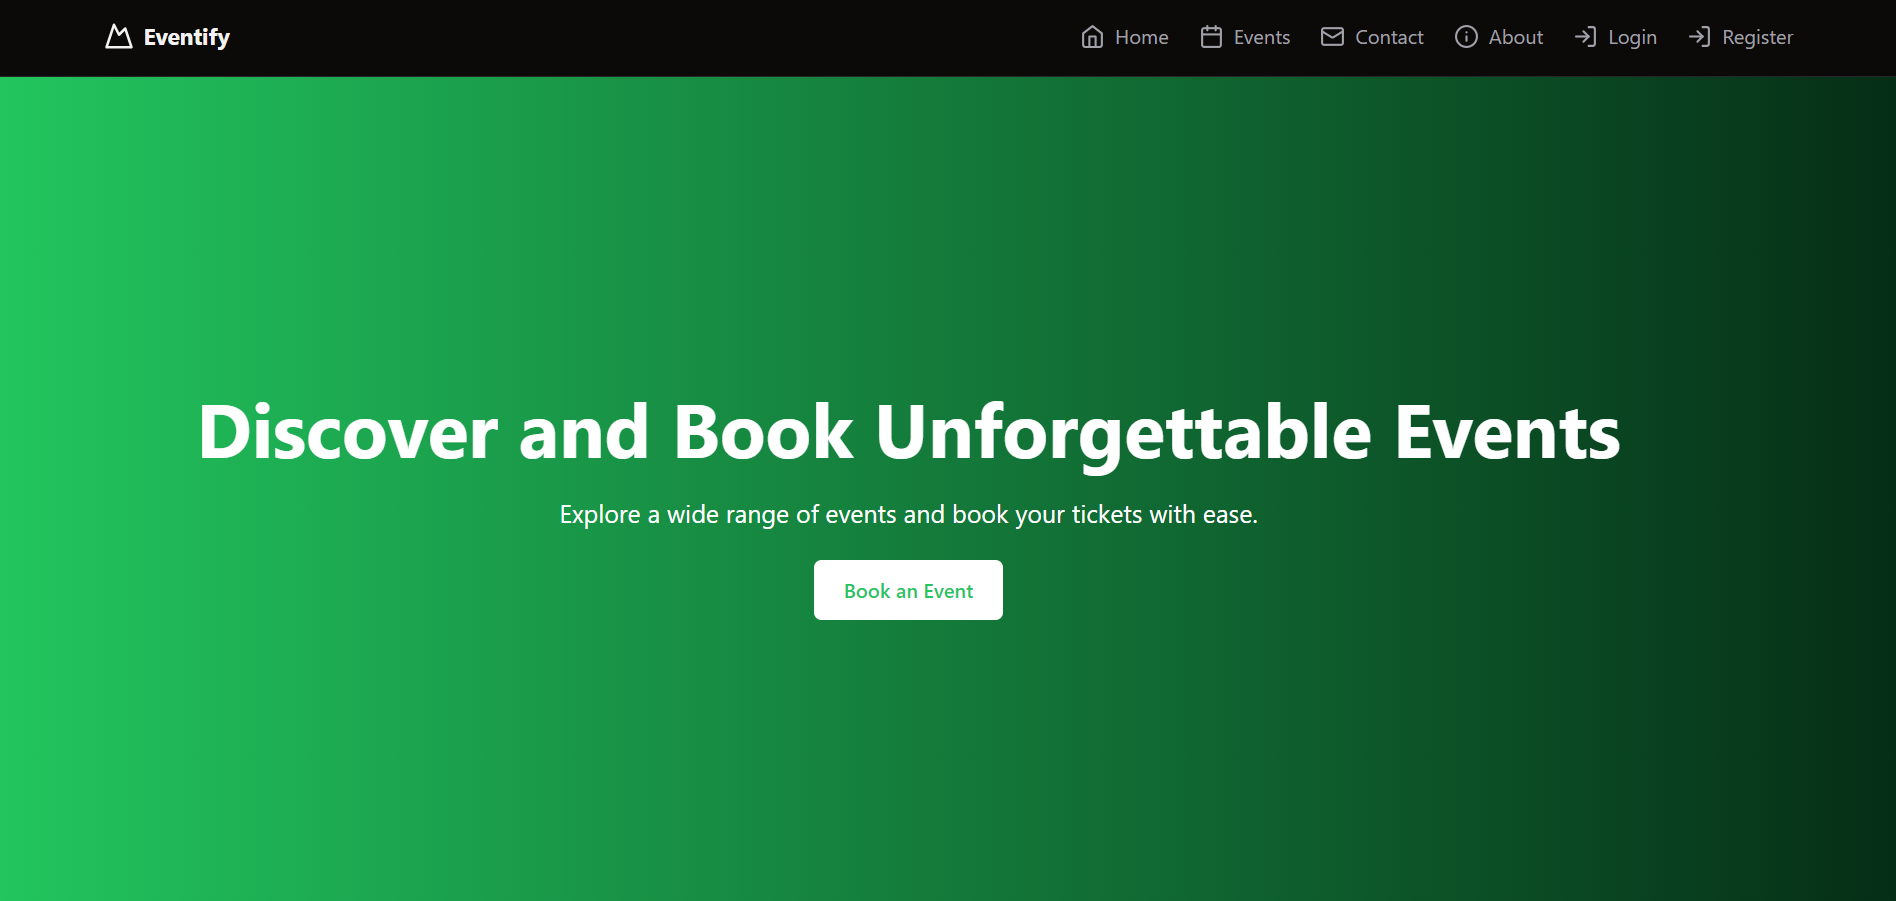 Eventify
Home Events Contact About Login Register
Discover and Book Unforgettable Events
Explore a wide range of events and book your tickets with ease.
Book an Event